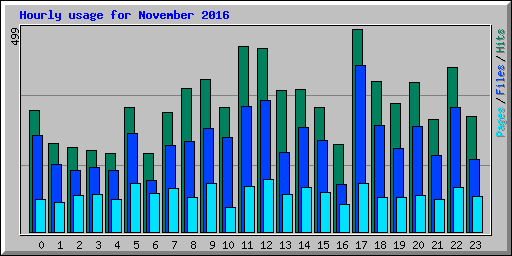 Hourly usage for November 2016
499
Pages / Files / Hits
0 1 2 3 4 5 6 7 8 9 10 11 12 13 14 15 16 17 18 19 20 21 22 23